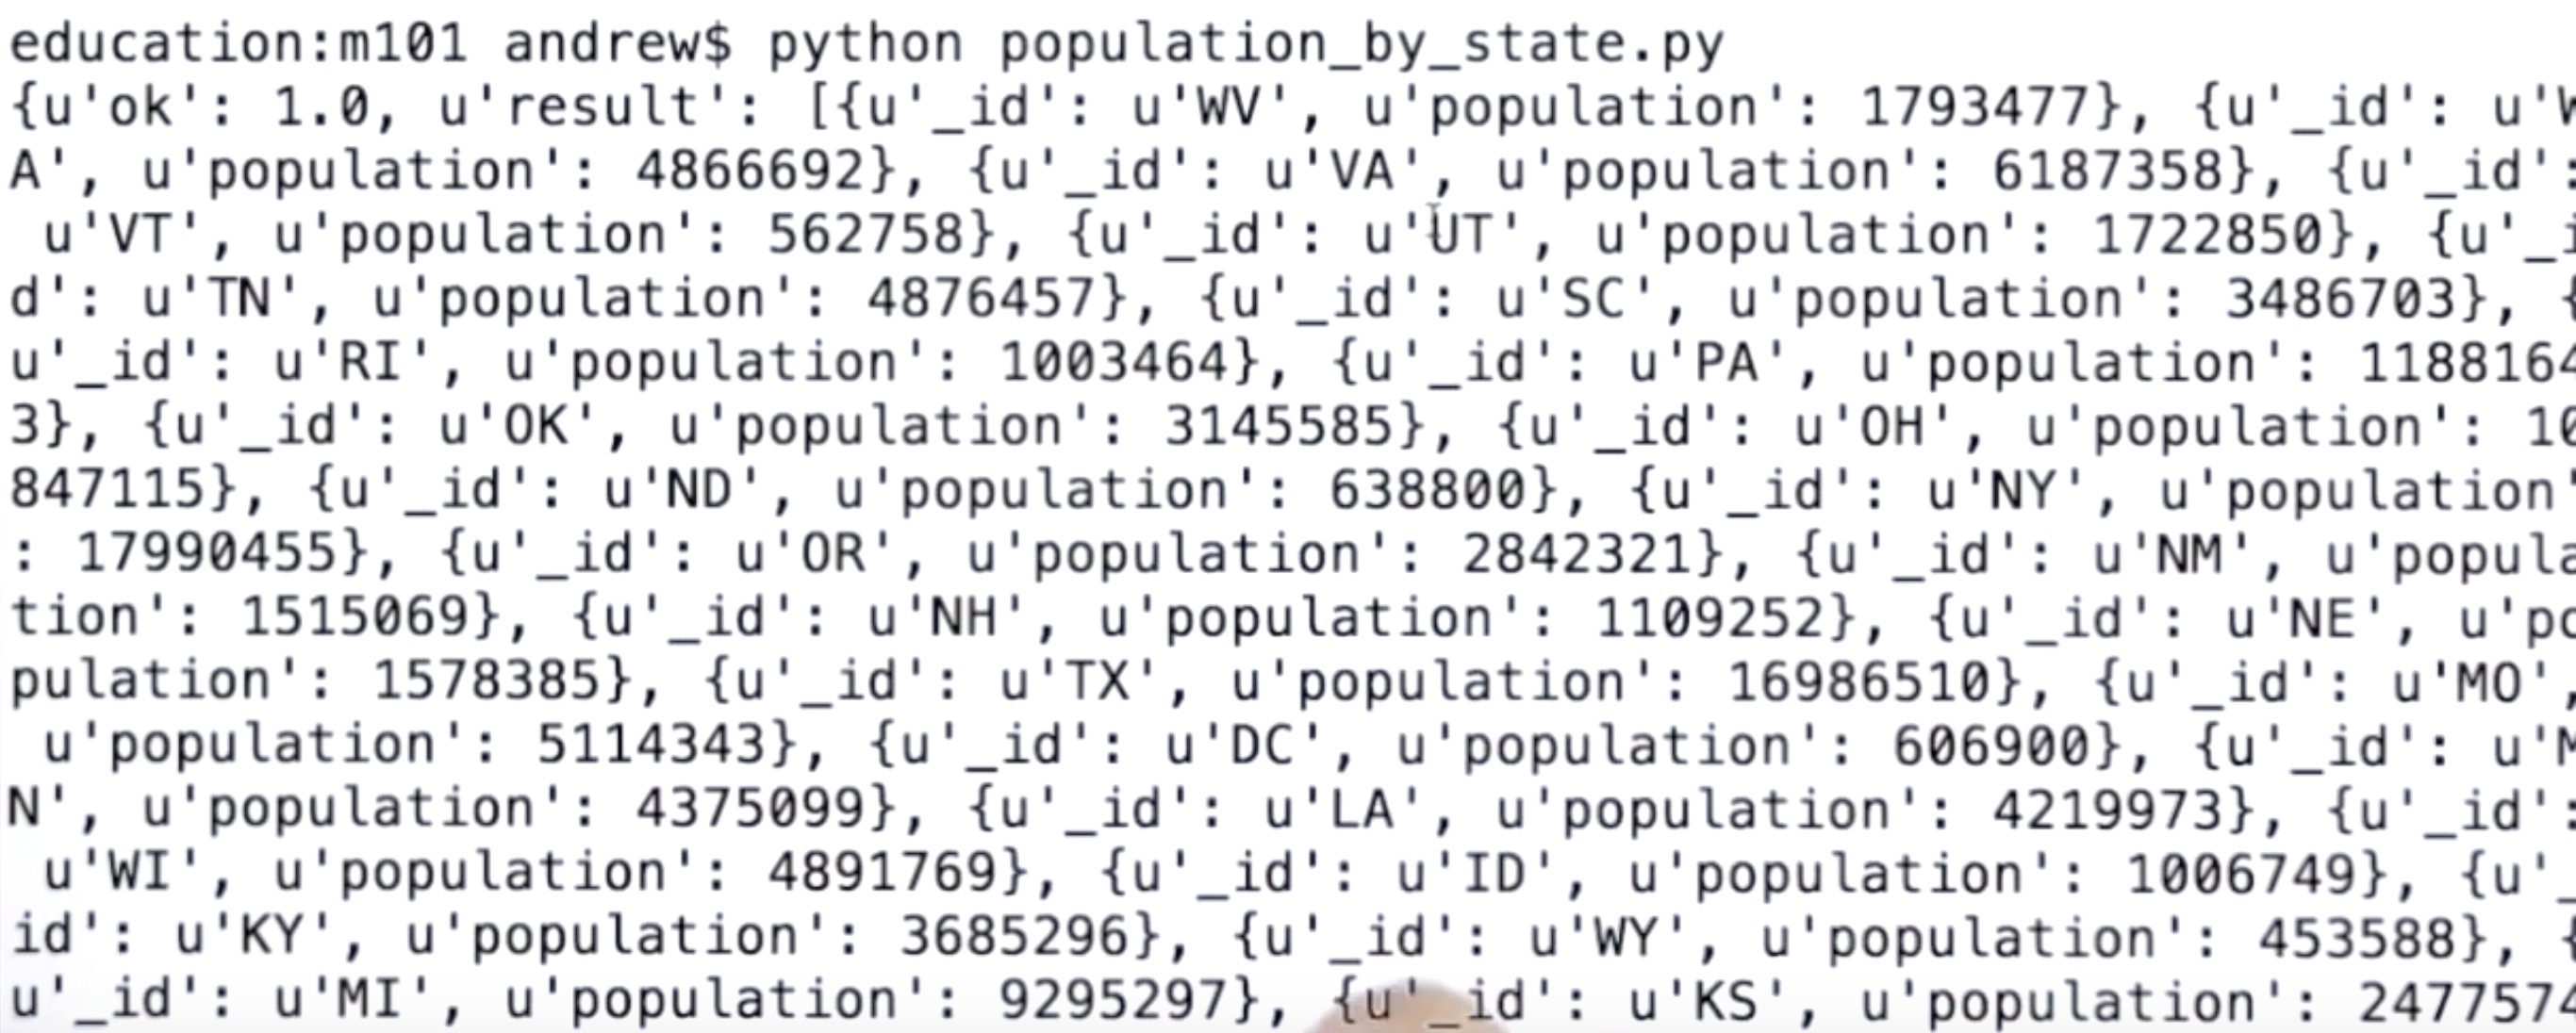 education:m101 andrew$ python population_by_state.py
{u'ok': 1.0, u'result': [{u'_id': u'WV', u'population': 1793477}, {u'_id': u'W
A', u'population': 4866692}, {u'_id': u'VA', u'population': 6187358}, {u'_id':
 u'VT', u'population': 562758}, {u'_id': u'UT', u'population': 1722850}, {u'_i
d': u'TN', u'population': 4876457}, {u'_id': u'SC', u'population': 3486703}, {
u'_id': u'RI', u'population': 1003464}, {u'_id': u'PA', u'population': 1188164
3}, {u'_id': u'OK', u'population': 3145585}, {u'_id': u'OH', u'population': 10
847115}, {u'_id': u'ND', u'population': 638800}, {u'_id': u'NY', u'population'
: 17990455}, {u'_id': u'OR', u'population': 2842321}, {u'_id': u'NM', u'popula
tion': 1515069}, {u'_id': u'NH', u'population': 1109252}, {u'_id': u'NE', u'po
pulation': 1578385}, {u'_id': u'TX', u'population': 16986510}, {u'_id': u'MO',
 u'population': 5114343}, {u'_id': u'DC', u'population': 606900}, {u'_id': u'M
N', u'population': 4375099}, {u'_id': u'LA', u'population': 4219973}, {u'_id':
 u'WI', u'population': 4891769}, {u'_id': u'ID', u'population': 1006749}, {u'_
id': u'KY', u'population': 3685296}, {u'_id': u'WY', u'population': 453588}, {
u'_id': u'MI', u'population': 9295297}, {u'_id': u'KS', u'population': 2477574